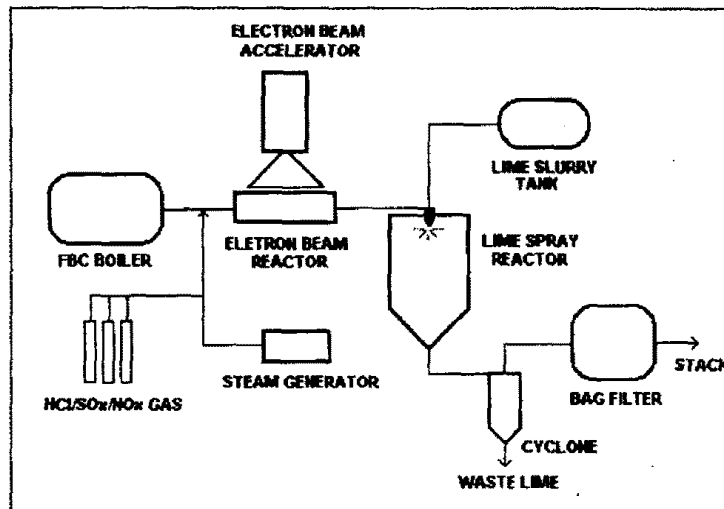 ELECTRON BEAM
ACCELERATOR
LIME SLURRY
TANK
FBC BOILER
ELETRON BEAM
REACTOR
LIME SPRAY
REACTOR
HCl/SOx/NOx GAS
STEAM GENERATOR
STACK
BAG FILTER
CYCLONE
WASTE LIME